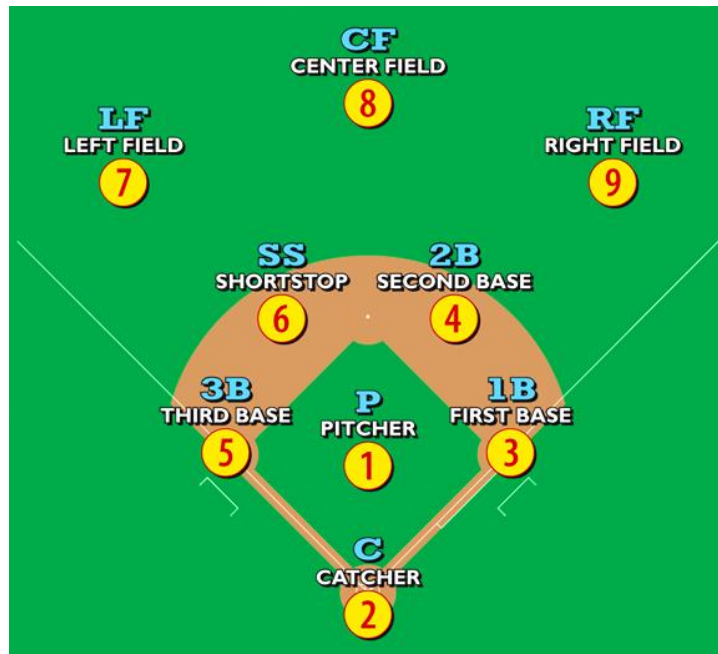 CF
CENTER FIELD
8
LF
LEFT FIELD
7
RF
RIGHT FIELD
9
SS
SHORTSTOP
6
2B
SECOND BASE
4
3B
THIRD BASE
5
P
PITCHER
1
1B
FIRST BASE
3
C
CATCHER
2